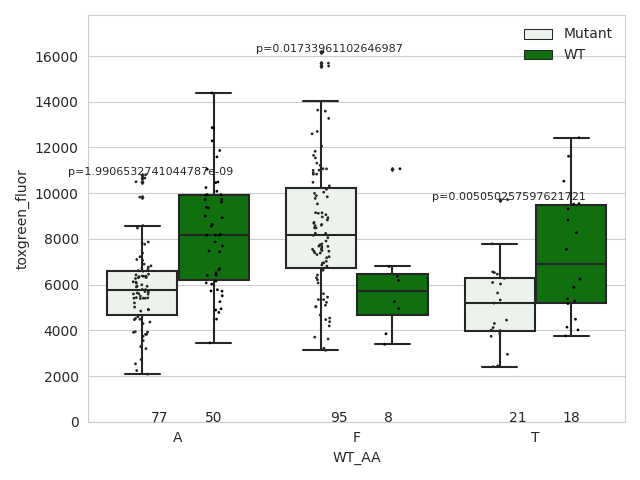 Mutant
WT
p=0.01733961102646987
p=1.9906532741044787e-09
p=0.005050257597621721
toxgreen_fluor
16000
14000
12000
10000
8000
6000
4000
2000
0
77 50 95 8 21 18
A F T
WT_AA